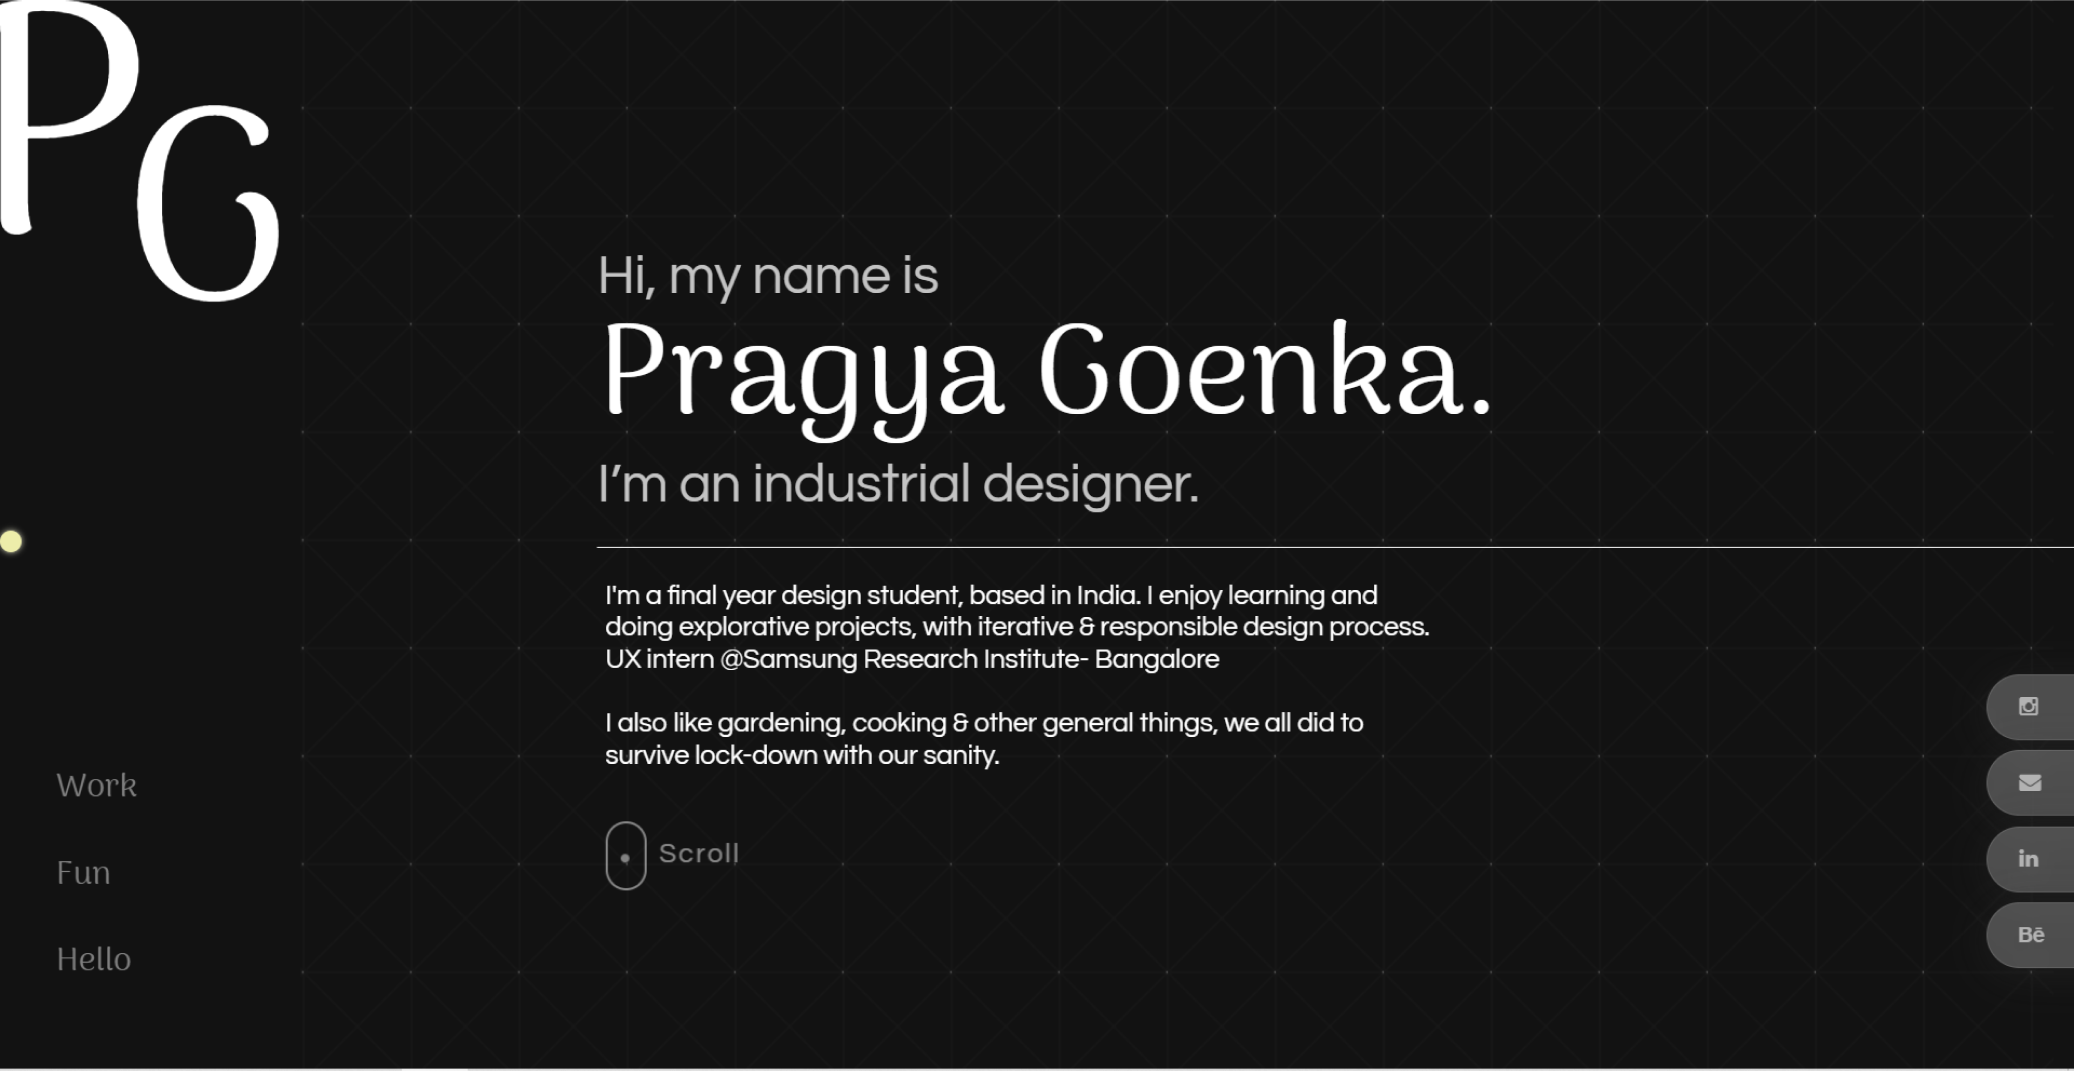 PG
Hi, my name is
Pragya Goenka.
I’m an industrial designer.
I'm a final year design student, based in India. I enjoy learning and
doing explorative projects, with iterative & responsible design process.
UX intern @Samsung Research Institute- Bangalore
I also like gardening, cooking & other general things, we all did to
survive lock-down with our sanity.
Scroll
Work
Fun
Hello
in
Bē